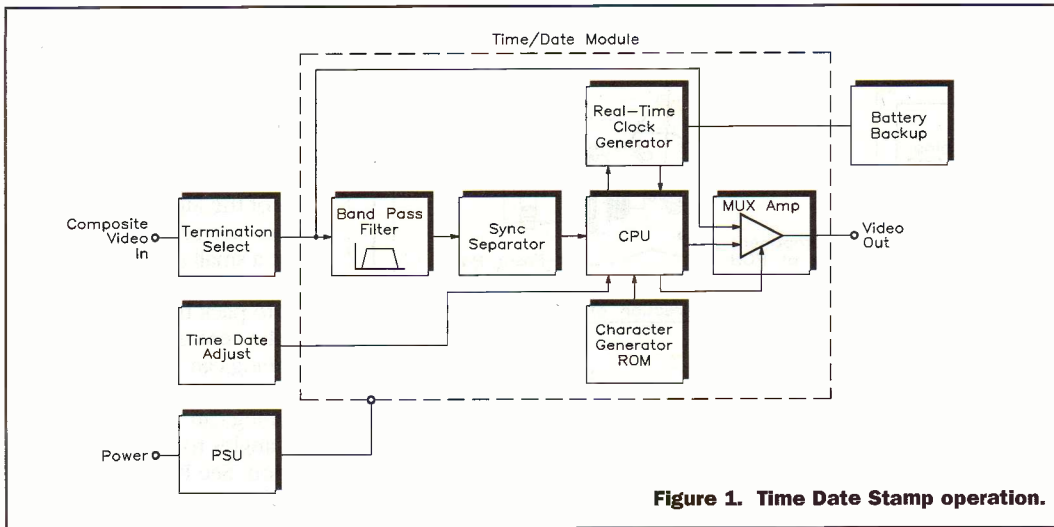 Time/Date Module
Real-Time
Clock
Generator
Battery
Backup
Composite
Video
In
Termination
Select
Band Pass
Filter
Sync
Separator
CPU
MUX Amp
Video
Out
Time Date
Adjust
Character
Generator
ROM
Power
PSU
Figure 1. Time Date Stamp operation.